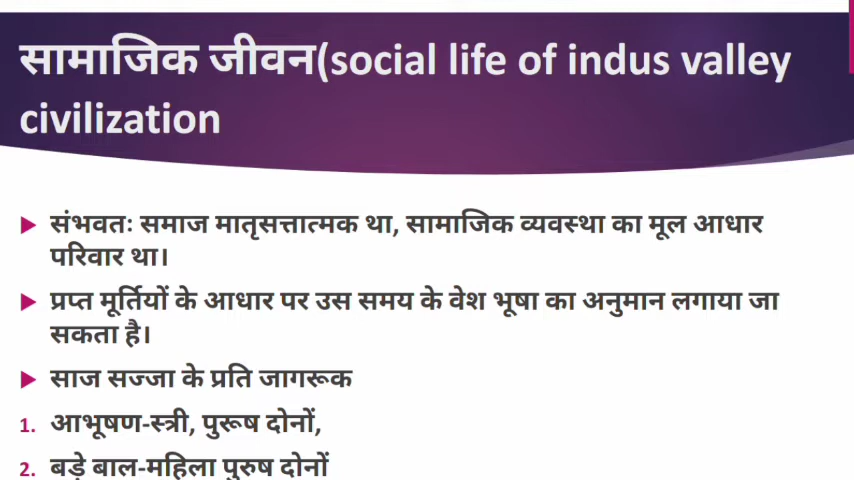 सामाजिक जीवन(social life of indus valley
civilization
संभवतः समाज मातृसत्तात्मक था, सामाजिक व्यवस्था का मूल आधार
परिवार था।
प्रप्त मूर्तियों के आधार पर उस समय के वेश भूषा का अनुमान लगाया जा
सकता है।
साज सज्जा के प्रति जागरूक
1. आभूषण-स्त्री, पुरूष दोनों,
2. बड़े बाल-महिला पुरुष दोनों